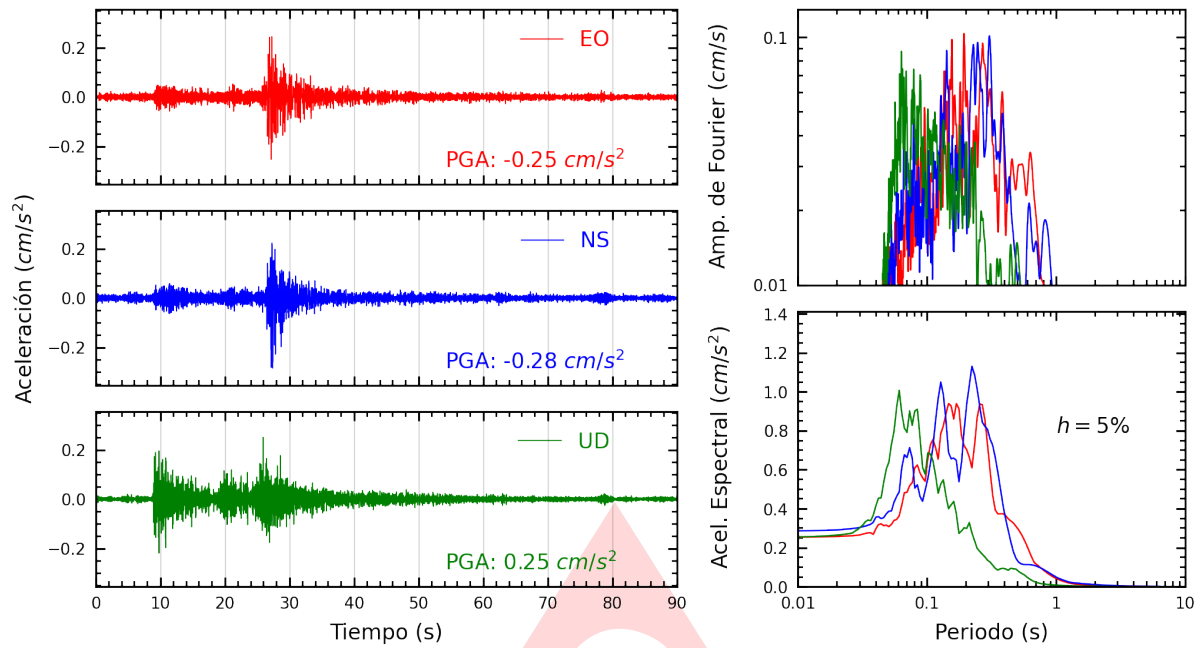 Aceleración (cm/s²)
0.2
0.0
−0.2
EO
PGA: -0.25 cm/s²
0.2
0.0
−0.2
NS
PGA: -0.28 cm/s²
0.2
0.0
−0.2
UD
PGA: 0.25 cm/s²
0 10 20 30 40 50 60 70 80 90
Tiempo (s)
Amp. de Fourier (cm/s)
0.1
0.01
Acel. Espectral (cm/s²)
1.4
1.2
1.0
0.8
0.6
0.4
0.2
0.0
h = 5%
0.01 0.1 1 10
Periodo (s)